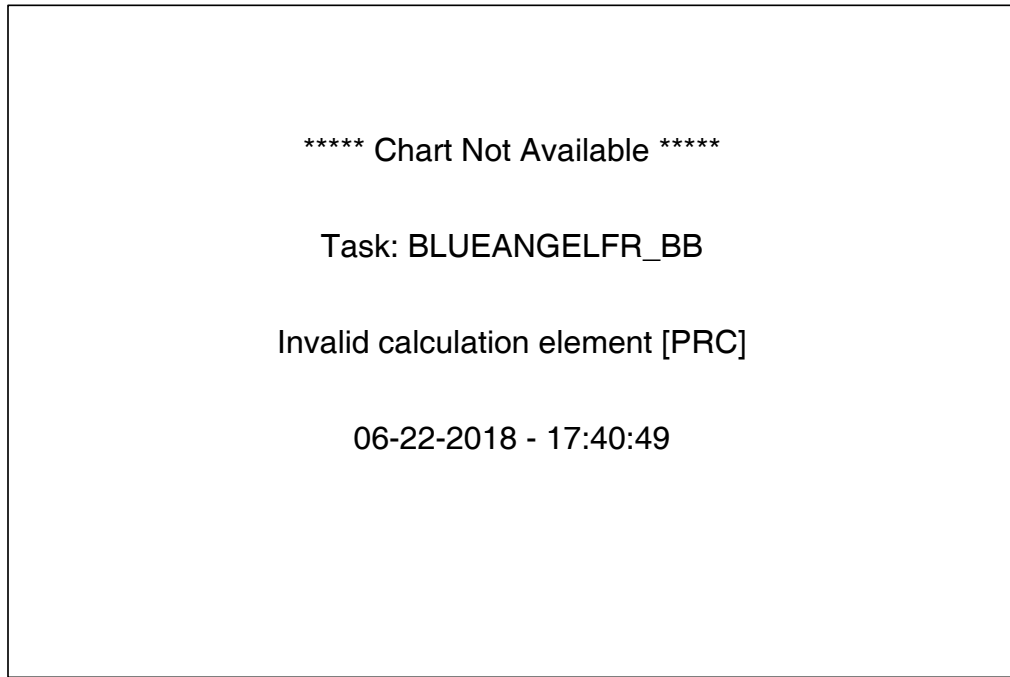 ***** Chart Not Available *****
Task: BLUEANGELFR_BB
Invalid calculation element [PRC]
06-22-2018 - 17:40:49